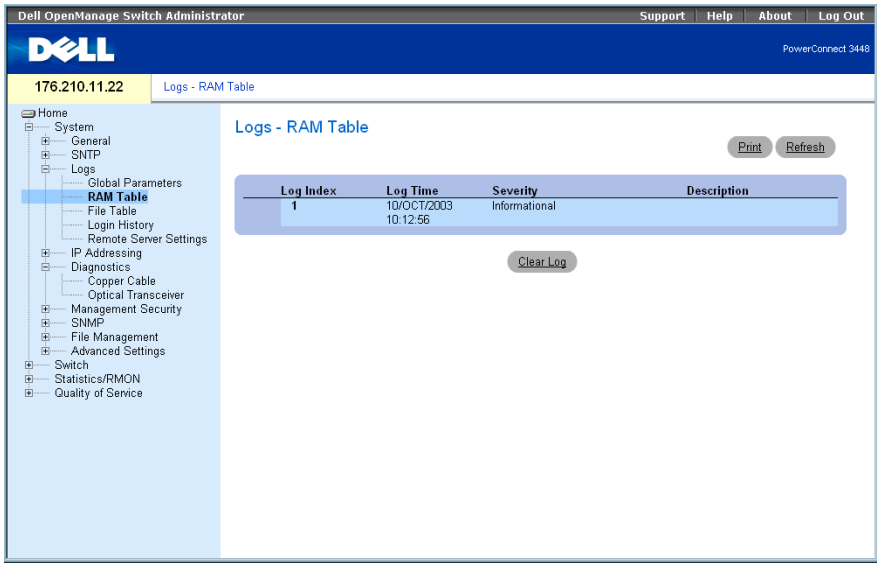 Dell OpenManage Switch Administrator
Support Help About Log Out
DELL
PowerConnect 3448
176.210.11.22
Logs - RAM Table
Home
System
General
SNTP
Logs
Global Parameters
RAM Table
File Table
Login History
Remote Server Settings
IP Addressing
Diagnostics
Copper Cable
Optical Transceiver
Management Security
SNMP
File Management
Advanced Settings
Switch
Statistics/RMON
Quality of Service
Logs - RAM Table
Print Refresh
Log Index Log Time Severity Description
1 10/OCT/2003 Informational
10:12:56
Clear Log